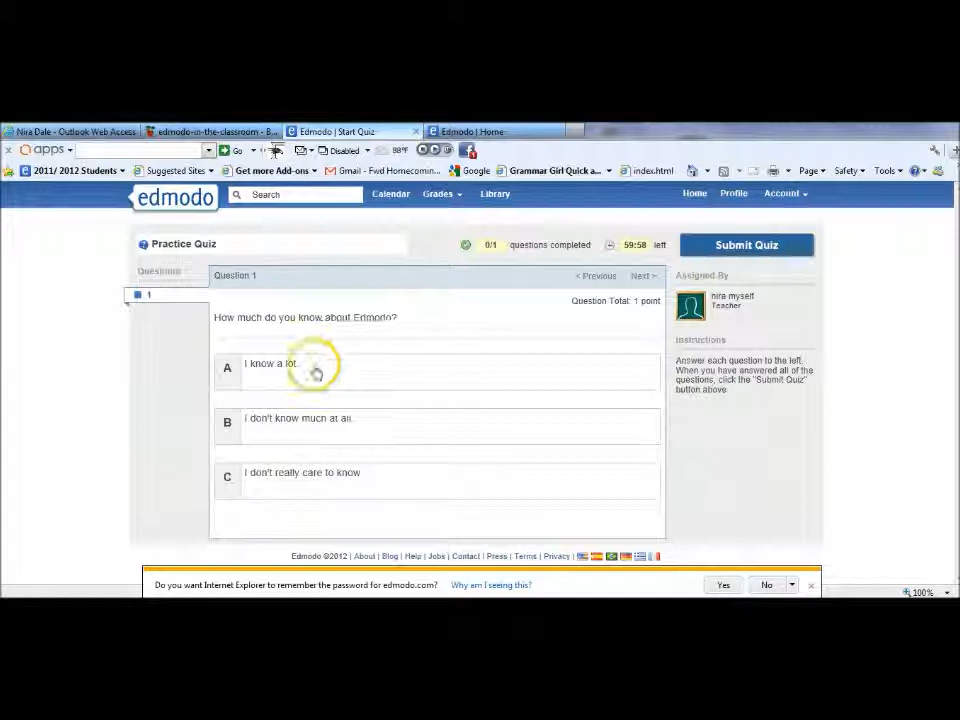 Nira Dale - Outlook Web Access
edmodo-in-the-classroom - B...
Edmodo | Start Quiz
Edmodo | Home
apps
Go
Disabled
88°F
2011/ 2012 Students
Suggested Sites
Get more Add-ons
Gmail - Fwd Homecomin...
Google
Grammar Girl Quick a...
index.html
Page
Safety
Tools
edmodo
Search
Calendar
Grades
Library
Home
Profile
Account
Practice Quiz
0/1 questions completed
59:58 left
Submit Quiz
Questions
Question 1
< Previous
Next >
Assigned By
1
Question Total: 1 point
nira myself
Teacher
How much do you know about Edmodo?
Instructions
Answer each question to the left.
When you have answered all of the
questions, click the "Submit Quiz"
button above
A
I know a lot.
B
I don't know much at all.
C
I don't really care to know
Edmodo ©2012 | About | Blog | Help | Jobs | Contact | Press | Terms | Privacy |
Do you want Internet Explorer to remember the password for edmodo.com?
Why am I seeing this?
Yes
No
100%